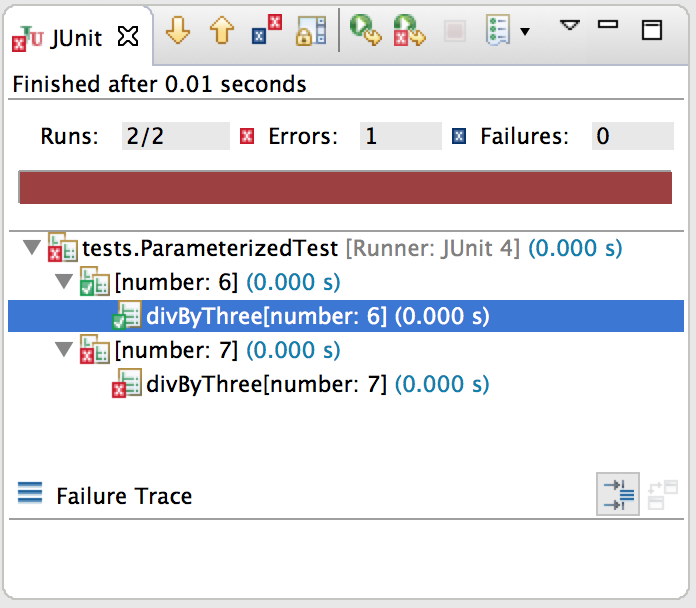 JUnit
Finished after 0.01 seconds
Runs: 2/2 Errors: 1 Failures: 0
tests.ParameterizedTest [Runner: JUnit 4] (0.000 s)
[number: 6] (0.000 s)
divByThree[number: 6] (0.000 s)
[number: 7] (0.000 s)
divByThree[number: 7] (0.000 s)
Failure Trace